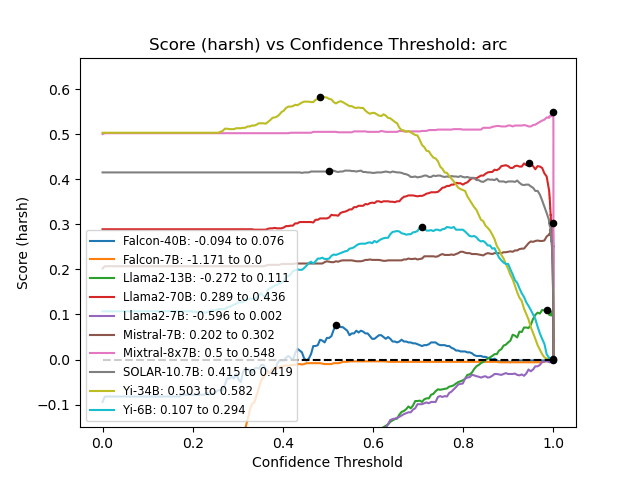 Score (harsh) vs Confidence Threshold: arc
Score (harsh)
0.6
0.5
0.4
0.3
0.2
0.1
0.0
−0.1
Falcon-40B: -0.094 to 0.076
Falcon-7B: -1.171 to 0.0
Llama2-13B: -0.272 to 0.111
Llama2-70B: 0.289 to 0.436
Llama2-7B: -0.596 to 0.002
Mistral-7B: 0.202 to 0.302
Mixtral-8x7B: 0.5 to 0.548
SOLAR-10.7B: 0.415 to 0.419
Yi-34B: 0.503 to 0.582
Yi-6B: 0.107 to 0.294
0.0 0.2 0.4 0.6 0.8 1.0
Confidence Threshold